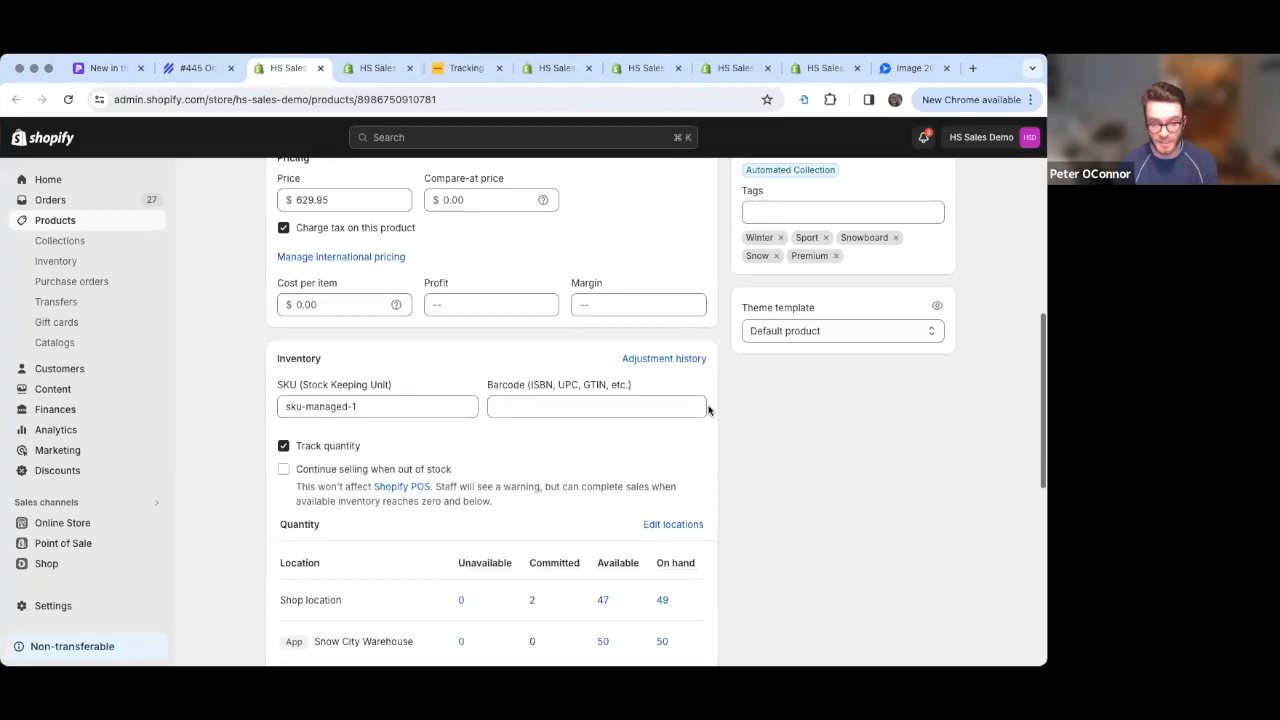 New in th
#445 Or
HS Sales
HS Sales
Tracking
HS Sales
HS Sales
HS Sales
HS Sales
Image 20
admin.shopify.com/store/hs-sales-demo/products/8986750910781
New Chrome available
shopify
Search
⌘ K
3
HS Sales Demo
HSD
Peter OConnor
Home
Orders
27
Products
Collections
Inventory
Purchase orders
Transfers
Gift cards
Catalogs
Customers
Content
Finances
Analytics
Marketing
Discounts
Sales channels
Online Store
Point of Sale
Shop
Settings
Non-transferable
Pricing
Price
Compare-at price
$ 629.95
$ 0.00
Charge tax on this product
Manage international pricing
Cost per item
Profit
Margin
$ 0.00
--
--
Inventory
Adjustment history
SKU (Stock Keeping Unit)
Barcode (ISBN, UPC, GTIN, etc.)
sku-managed-1
Track quantity
Continue selling when out of stock
This won't affect Shopify POS. Staff will see a warning, but can complete sales when
available inventory reaches zero and below.
Quantity
Edit locations
Location
Unavailable
Committed
Available
On hand
Shop location
0
2
47
49
App
Snow City Warehouse
0
0
50
50
Automated Collection
Tags
Winter
Sport
Snowboard
Snow
Premium
Theme template
Default product